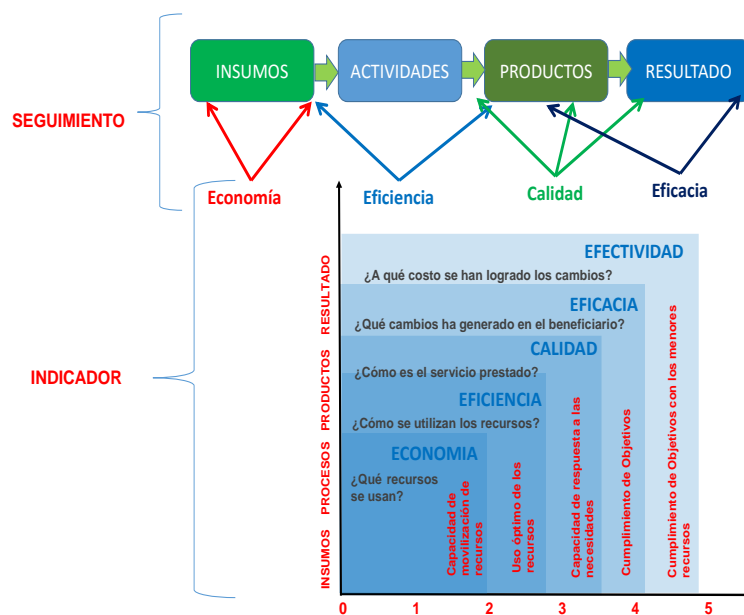 INSUMOS
ACTIVIDADES
PRODUCTOS
RESULTADO
SEGUIMIENTO
Economía
Eficiencia
Calidad
Eficacia
INDICADOR
INSUMOS PROCESOS PRODUCTOS RESULTADO
EFECTIVIDAD
¿A qué costo se han logrado los cambios?
EFICACIA
¿Qué cambios ha generado en el beneficiario?
CALIDAD
¿Cómo es el servicio prestado?
EFICIENCIA
¿Cómo se utilizan los recursos?
ECONOMIA
¿Qué recursos
se usan?
Capacidad de
movilización de
recursos
Uso óptimo de los
recursos
Capacidad de respuesta a las
necesidades
Cumplimiento de Objetivos
Cumplimiento de Objetivos con los menores
recursos
0 1 2 3 4 5